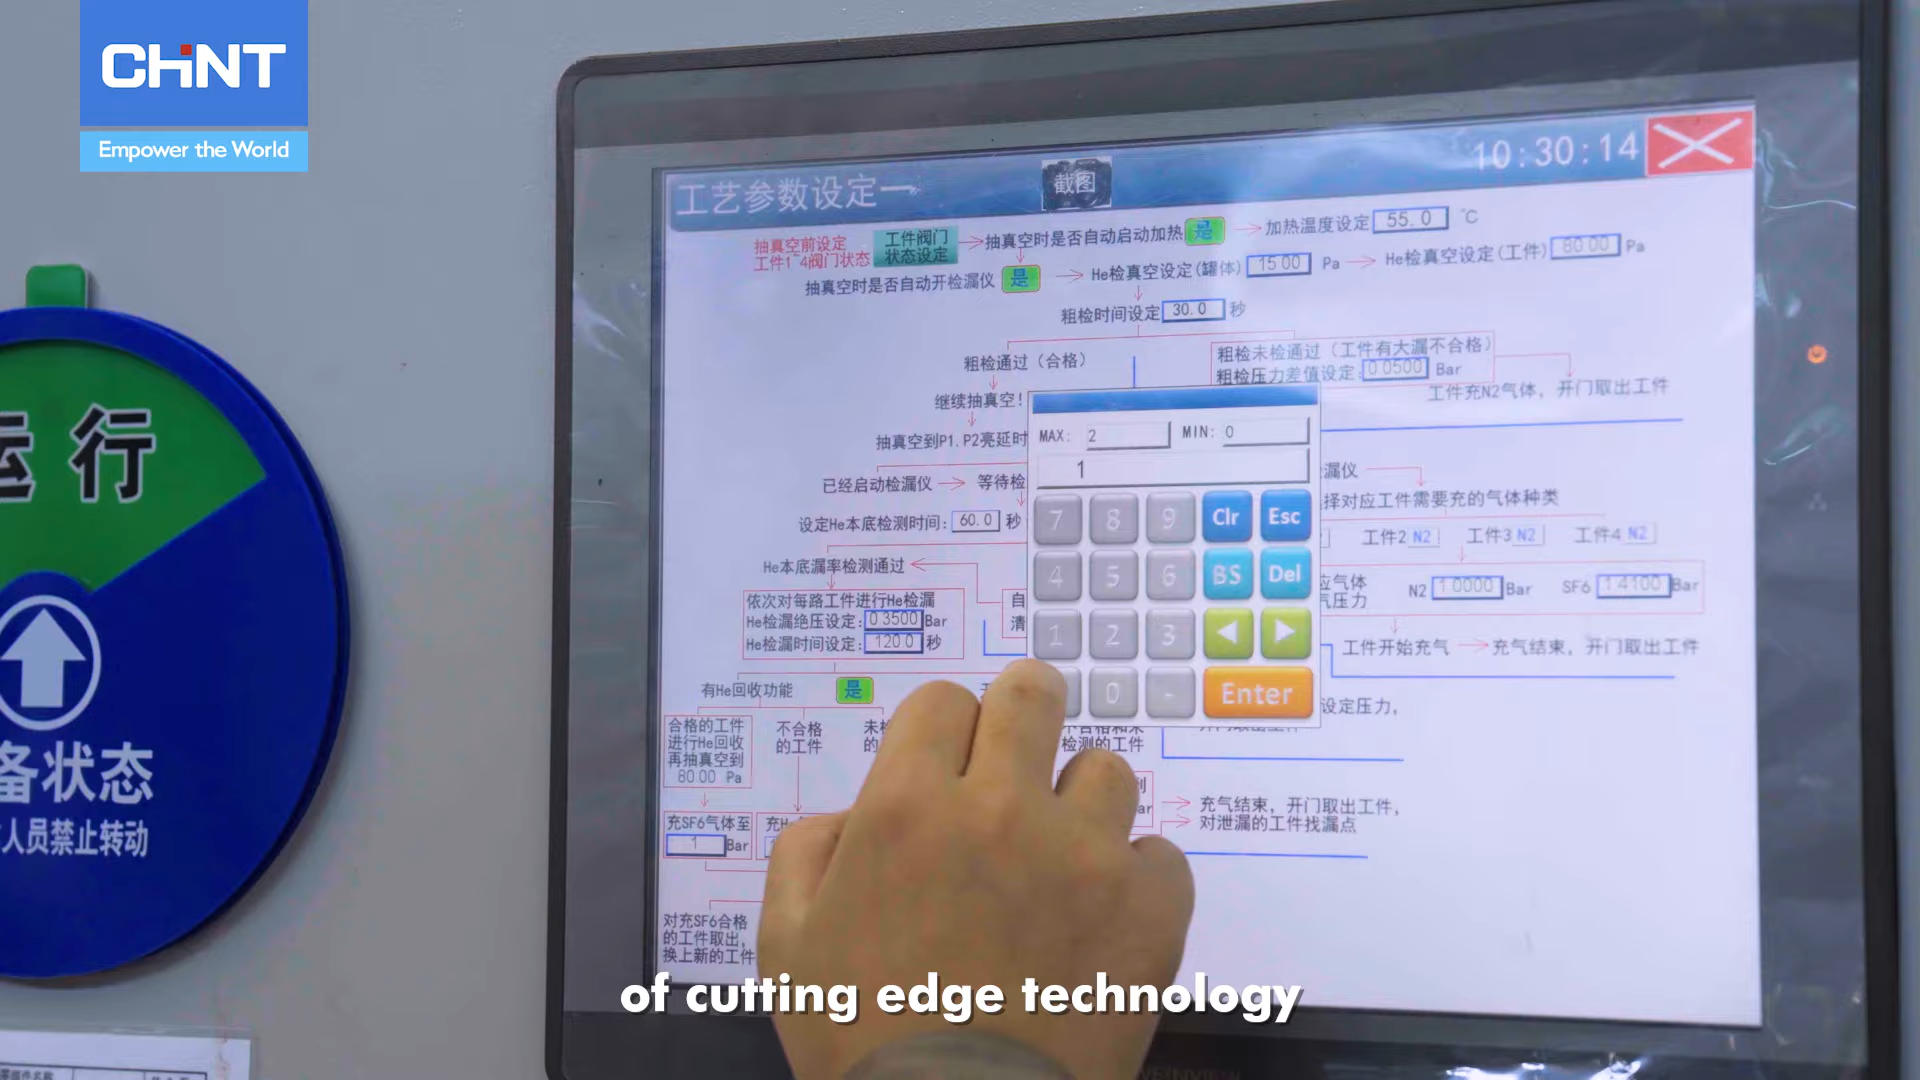 CHINT
Empower the World
工艺参数设定一
截图
10:30:14
抽真空前设定
工件1~4阀门状态
工件阀门
状态设定
抽真空时是否自动启动加热
是
加热温度设定
55.0
℃
抽真空时是否自动开检漏仪
是
He检真空设定(罐体)
15.00
Pa
He检真空设定(工件)
80.00
Pa
粗检时间设定
30.0
秒
粗检通过（合格）
粗检未检通过（工件有大漏不合格）
粗检压力差值设定:
0.0500
Bar
工件充N2气体，开门取出工件
继续抽真空!
抽真空到P1.P2亮延时
已经启动检漏仪
等待检
漏仪
择对应工件需要充的气体种类
设定He本底检测时间:
60.0
秒
工件2
N2
工件3
N2
工件4
N2
He本底漏率检测通过
应气体
气压力
N2
1.0000
Bar
SF6
1.4100
Bar
依次对每路工件进行He检漏
He检漏绝压设定:
0.3500
Bar
He检漏时间设定:
120.0
秒
自
清
工件开始充气
充气结束，开门取出工件
有He回收功能
是
设定压力，
合格的工件
进行He回收
再抽真空到
80.00 Pa
不合格
的工件
检测的工件
充SF6气体至
1
Bar
充气结束，开门取出工件，
对泄漏的工件找漏点
对充SF6合格
的工件取出，
换上新的工件
MAX:
2
MIN:
0
1
7 8 9 Clr Esc
4 5 6 BS Del
1 2 3
0 - Enter
运行
备状态
人员禁止转动
of cutting edge technology